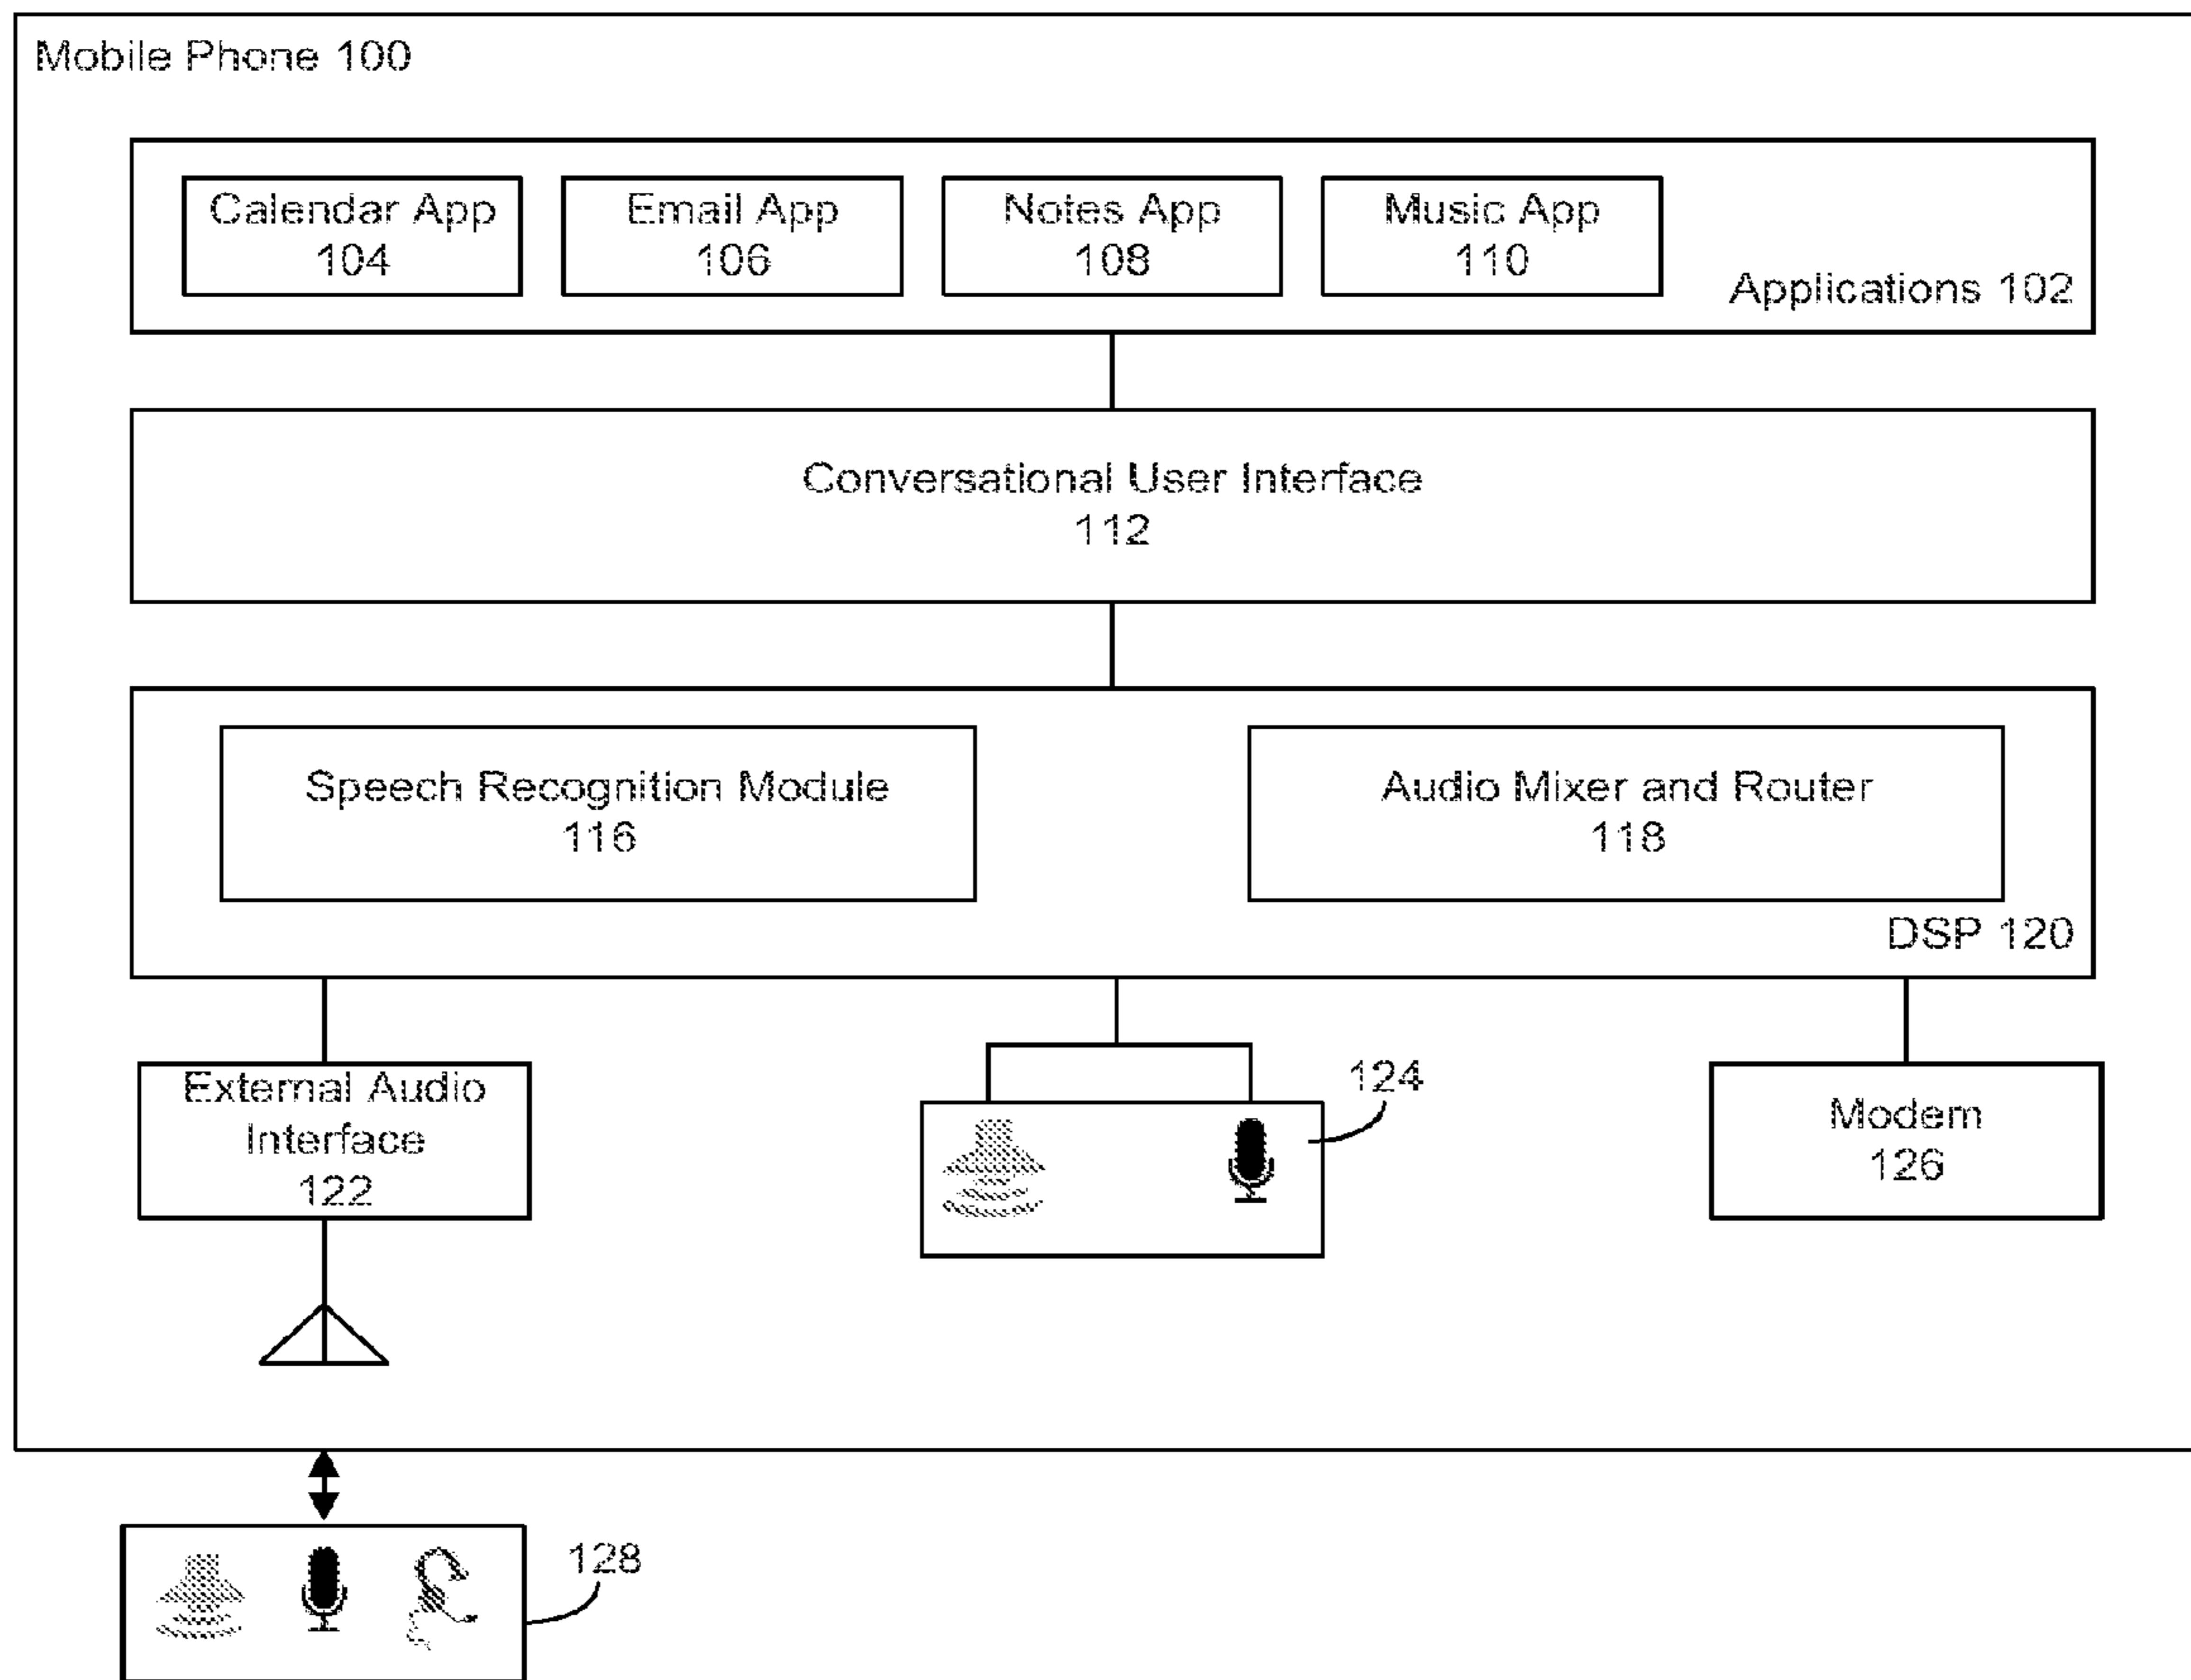 Mobile Phone 100
Calendar App
104
Email App
106
Notes App
108
Music App
110
Applications 102
Conversational User Interface
112
Speech Recognition Module
116
Audio Mixer and Router
118
DSP 120
External Audio
Interface
122
124
Modem
126
128